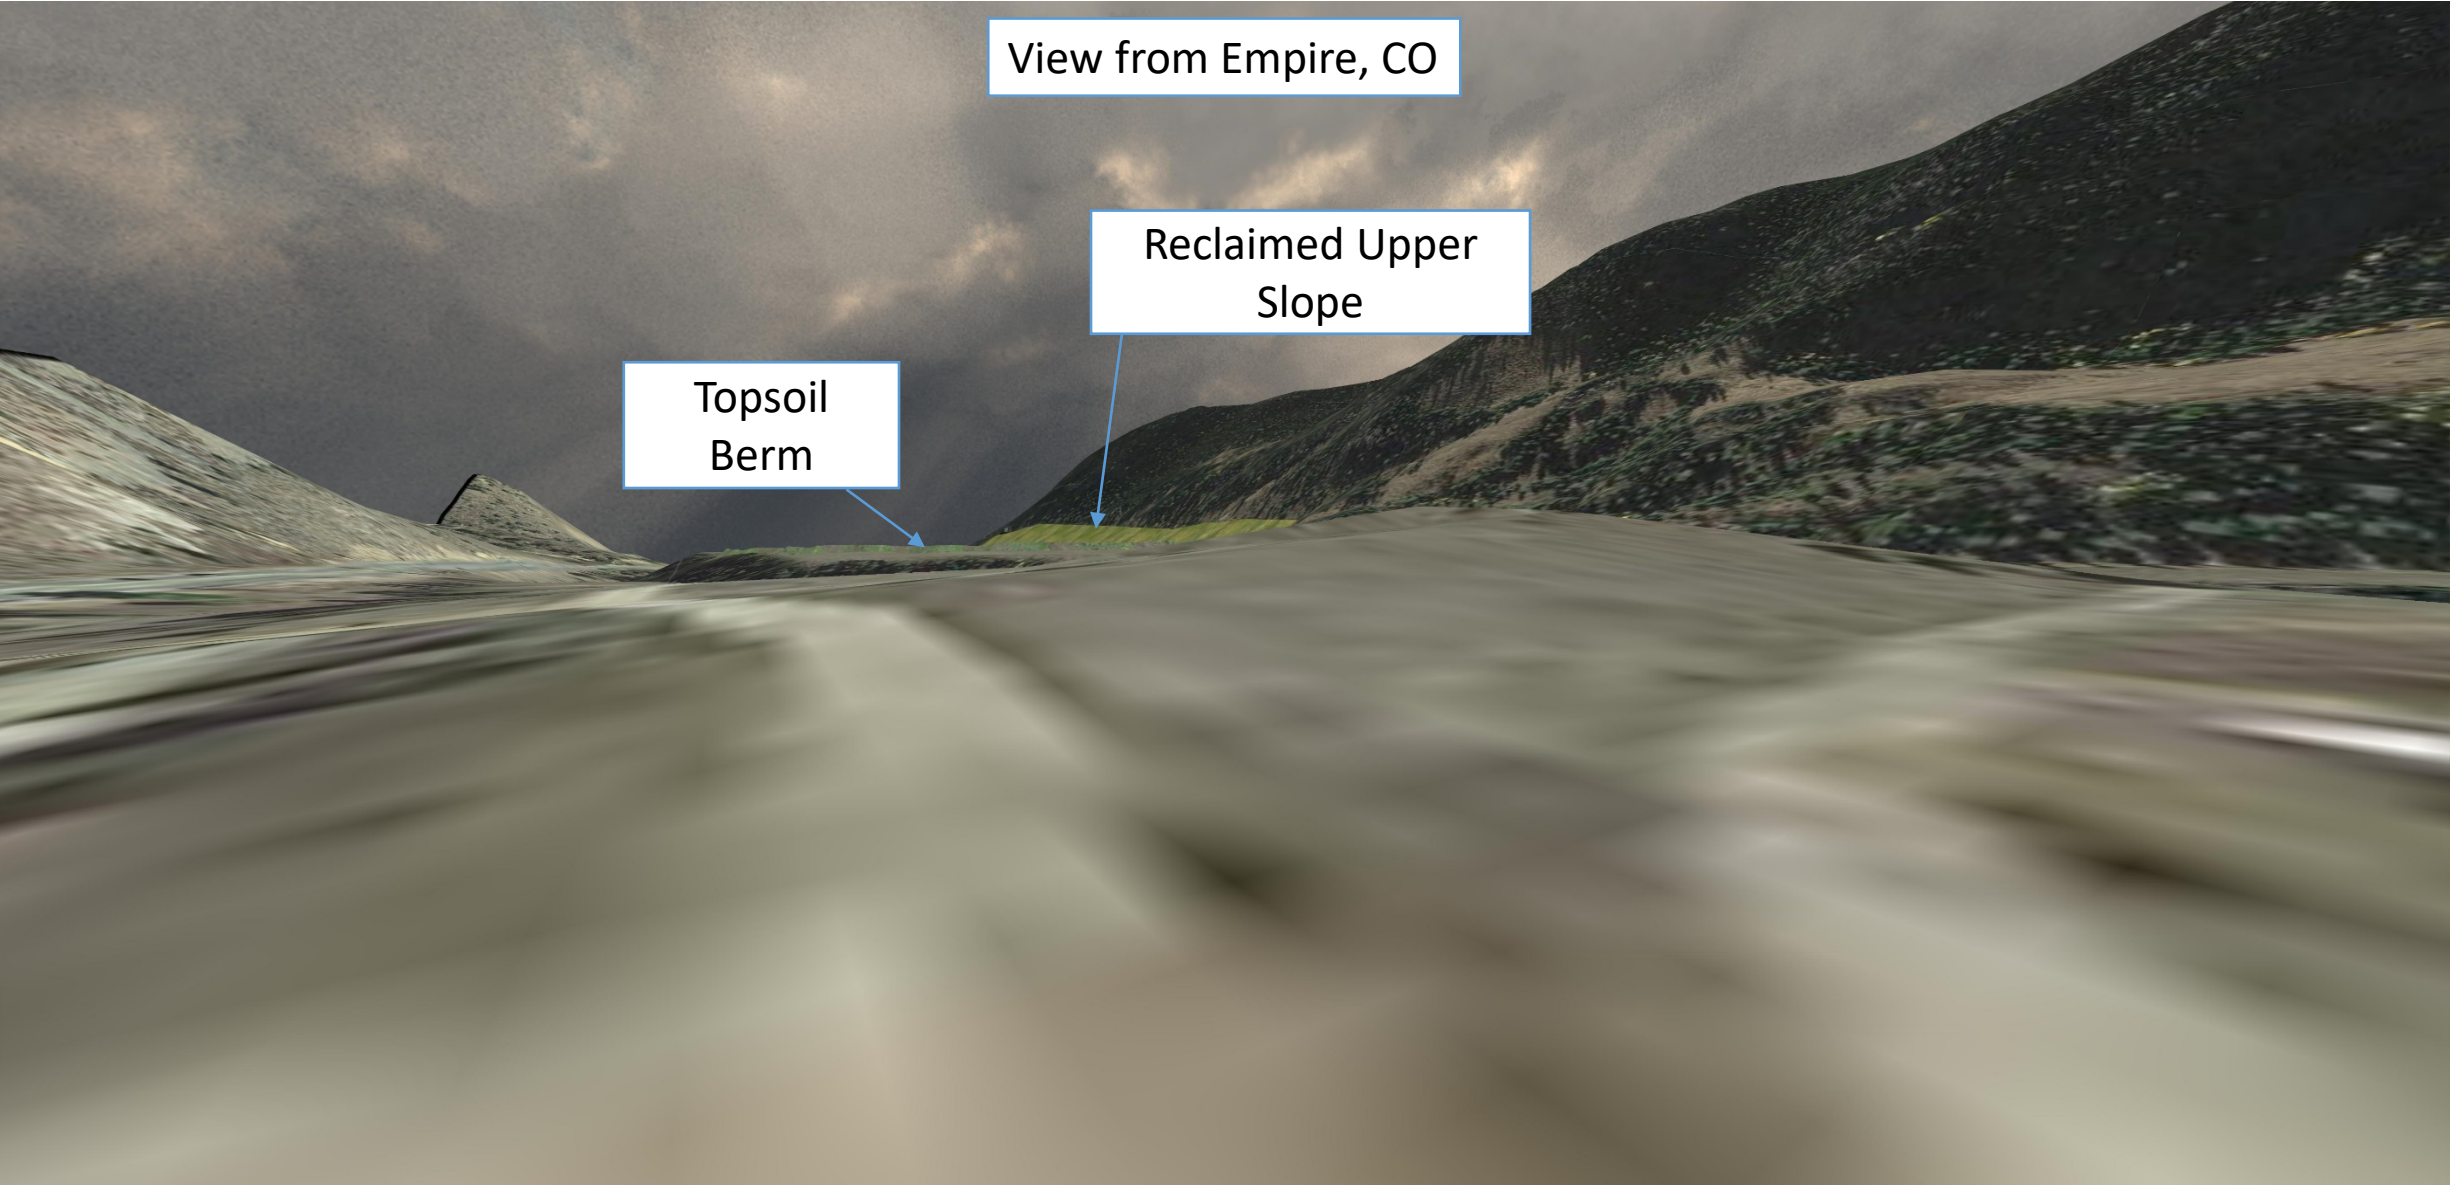 View from Empire, CO
Reclaimed Upper
Slope
Topsoil
Berm